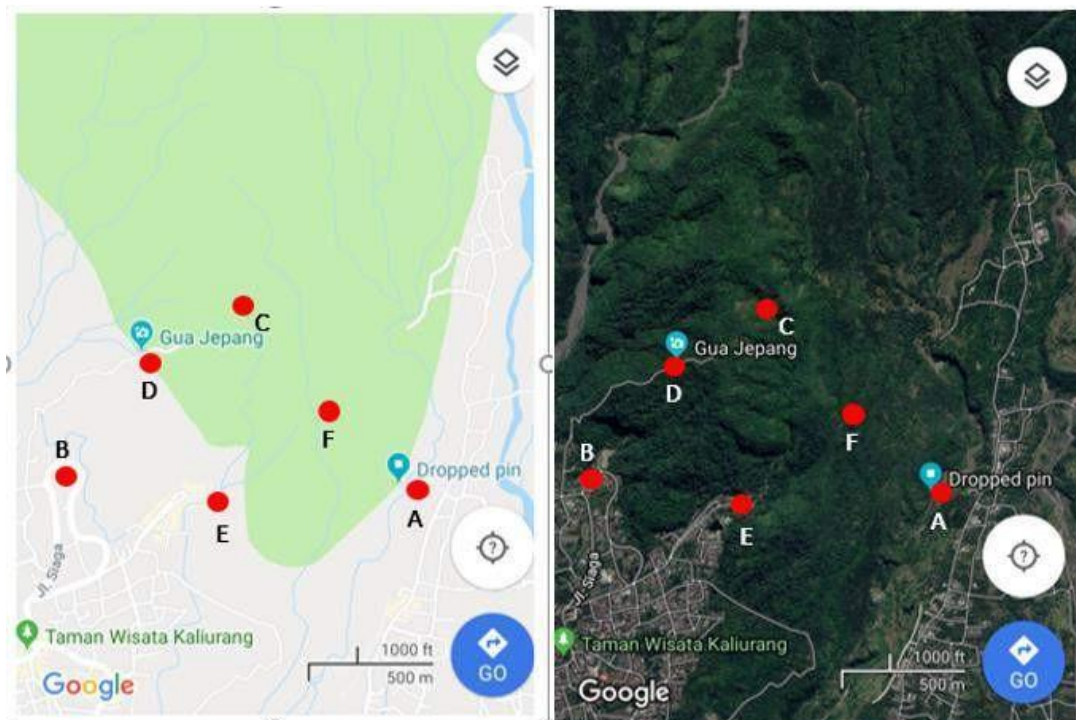 C
Gua Jepang
D
F
B
Dropped pin
A
E
?
Jl. Siaga
Taman Wisata Kaliurang
1000 ft
500 m
GO
Google
C
Gua Jepang
D
F
B
Dropped pin
A
E
?
Jl. Siaga
Taman Wisata Kaliurang
1000 ft
500 m
GO
Google